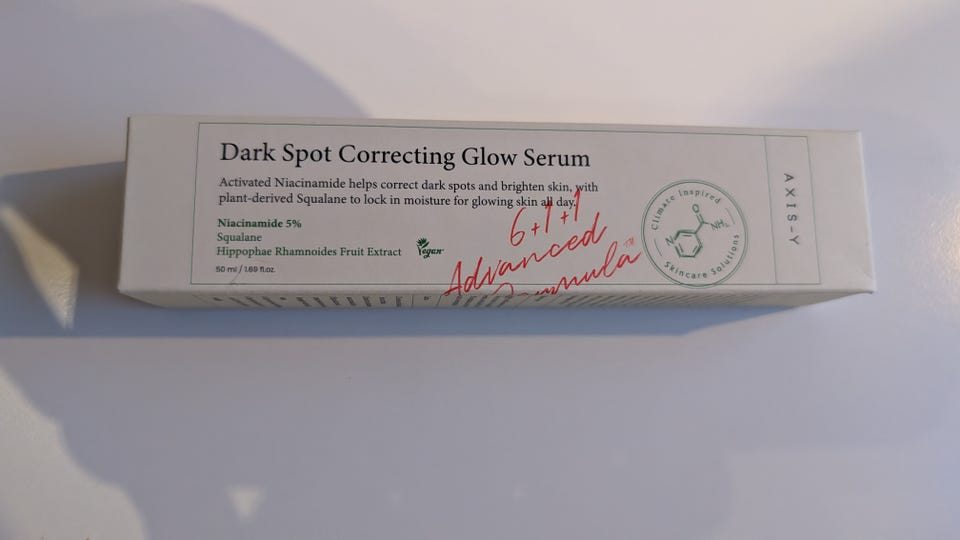 Dark Spot Correcting Glow Serum
Activated Niacinamide helps correct dark spots and brighten skin, with
plant-derived Squalane to lock in moisture for glowing skin all day.
Niacinamide 5%
Squalane
Hippophae Rhamnoides Fruit Extract
Vegan
50 ml / 1.69 fl.oz.
6+1+1
Advanced
Formula™
Climate Inspired
N
O
NH₂
Skincare Solutions
AXIS-Y